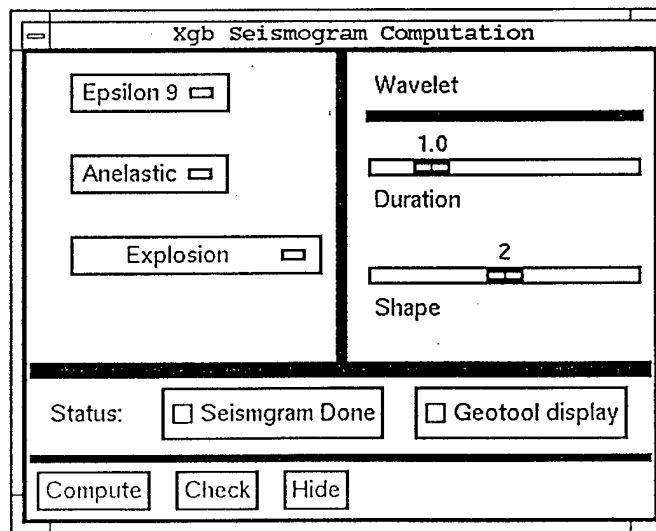 Xgb Seismogram Computation
Epsilon 9
Anelastic
Explosion
Wavelet
1.0
Duration
2
Shape
Status:
Seismgram Done
Geotool display
Compute
Check
Hide